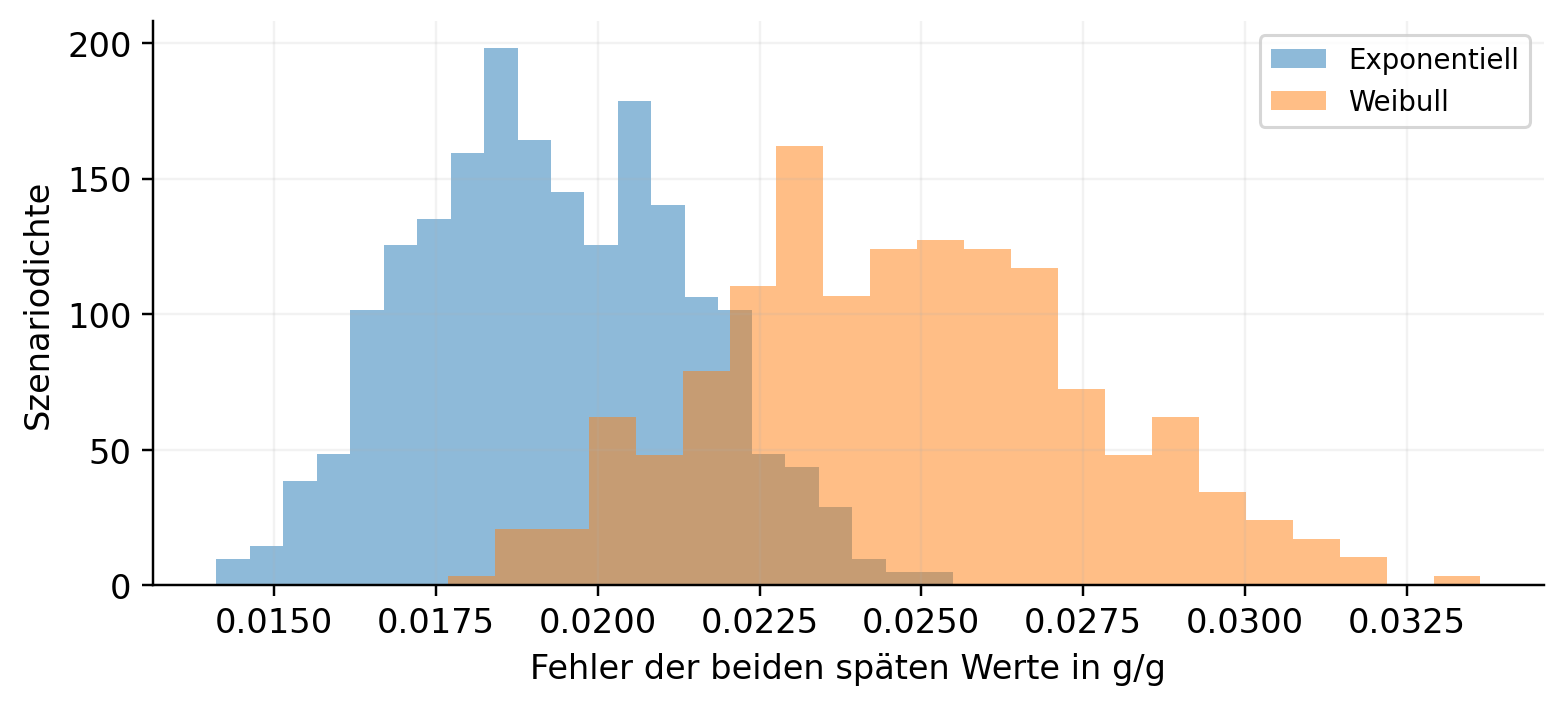 Szenariodichte
200
150
100
50
0
Exponentiell
Weibull
0.0150 0.0175 0.0200 0.0225 0.0250 0.0275 0.0300 0.0325
Fehler der beiden späten Werte in g/g